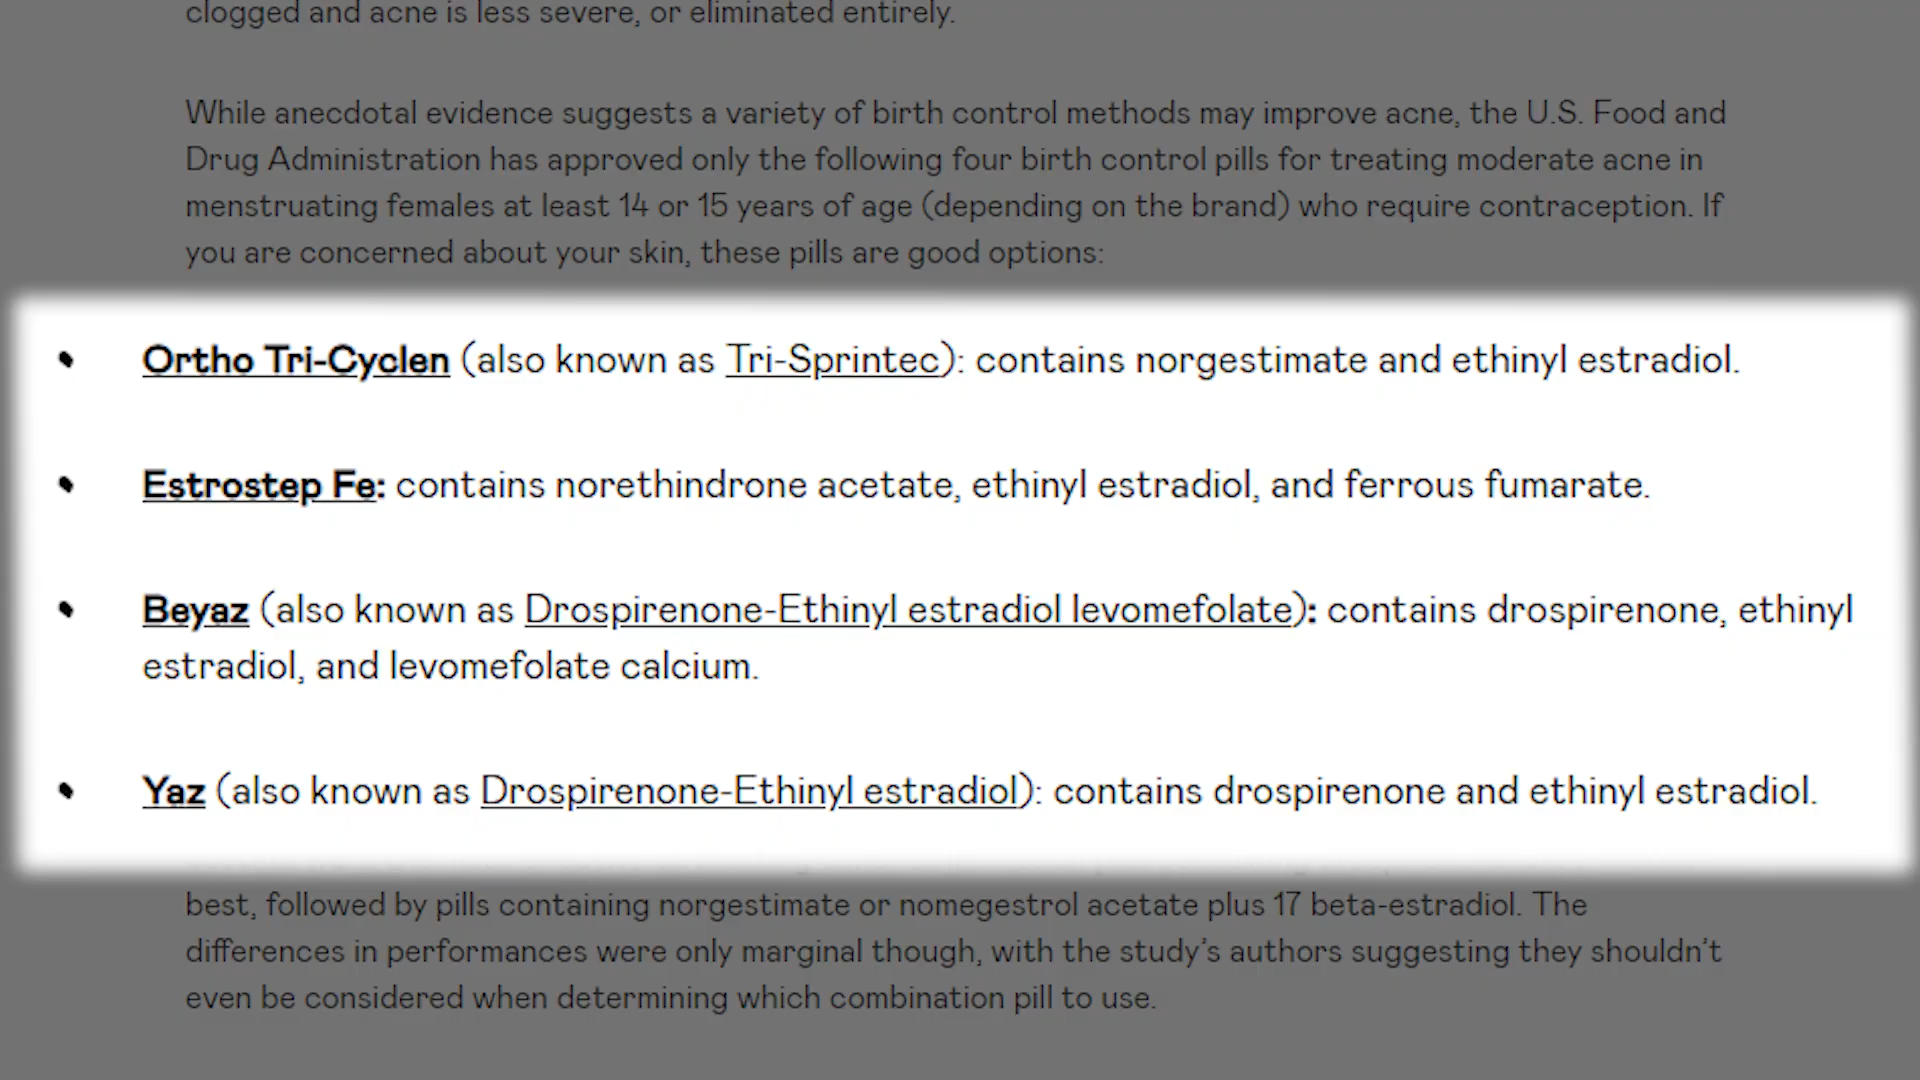 clogged and acne is less severe, or eliminated entirely.
While anecdotal evidence suggests a variety of birth control methods may improve acne, the U.S. Food and
Drug Administration has approved only the following four birth control pills for treating moderate acne in
menstruating females at least 14 or 15 years of age (depending on the brand) who require contraception. If
you are concerned about your skin, these pills are good options:
• Ortho Tri-Cyclen (also known as Tri-Sprintec): contains norgestimate and ethinyl estradiol.
• Estrostep Fe: contains norethindrone acetate, ethinyl estradiol, and ferrous fumarate.
• Beyaz (also known as Drospirenone-Ethinyl estradiol levomefolate): contains drospirenone, ethinyl
estradiol, and levomefolate calcium.
• Yaz (also known as Drospirenone-Ethinyl estradiol): contains drospirenone and ethinyl estradiol.
best, followed by pills containing norgestimate or nomegestrol acetate plus 17 beta-estradiol. The
differences in performances were only marginal though, with the study's authors suggesting they shouldn't
even be considered when determining which combination pill to use.